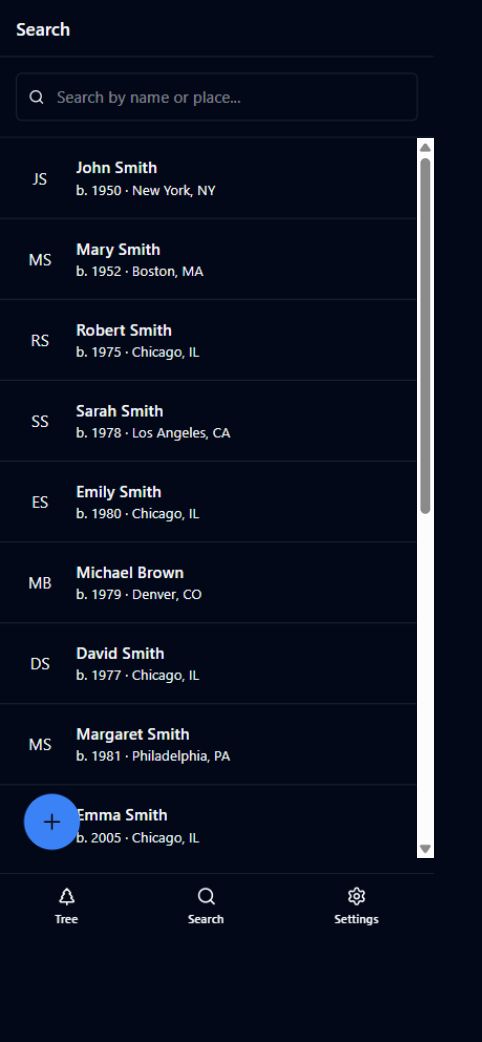 Search
Search by name or place...
JS
John Smith
b. 1950 · New York, NY
MS
Mary Smith
b. 1952 · Boston, MA
RS
Robert Smith
b. 1975 · Chicago, IL
SS
Sarah Smith
b. 1978 · Los Angeles, CA
ES
Emily Smith
b. 1980 · Chicago, IL
MB
Michael Brown
b. 1979 · Denver, CO
DS
David Smith
b. 1977 · Chicago, IL
MS
Margaret Smith
b. 1981 · Philadelphia, PA
+
Emma Smith
b. 2005 · Chicago, IL
Tree
Search
Settings